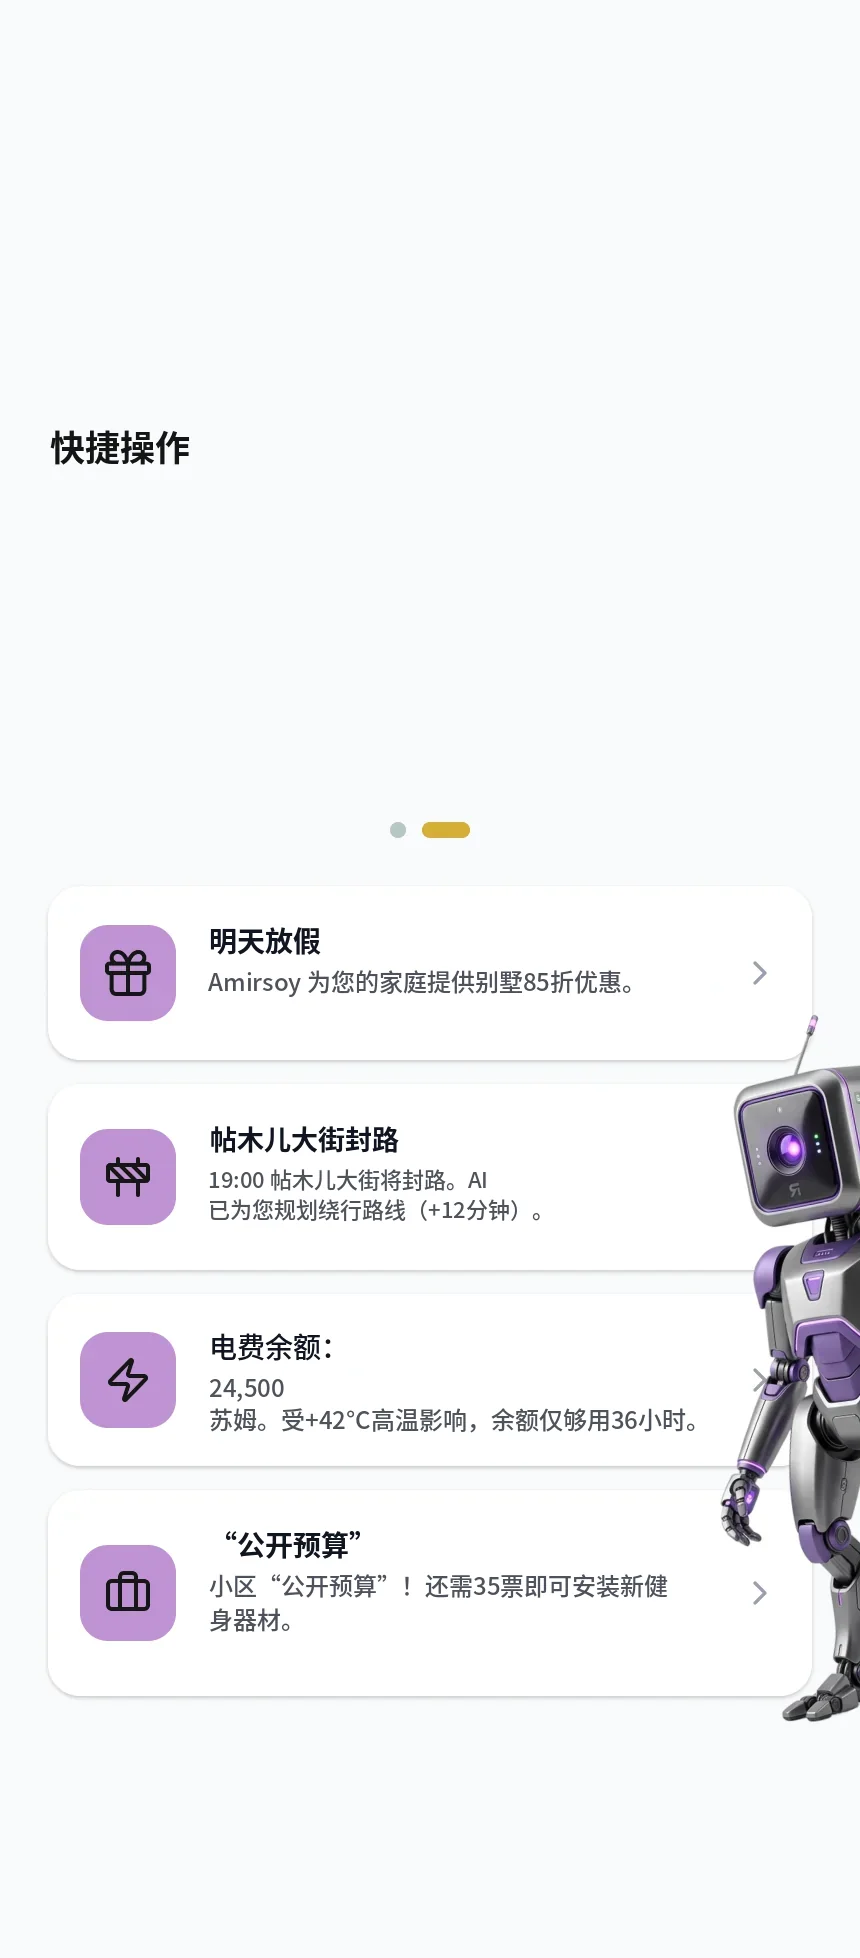 快捷操作
明天放假
Amirsoy 为您的家庭提供别墅85折优惠。
帖木儿大街封路
19:00 帖木儿大街将封路。AI
已为您规划绕行路线（+12分钟）。
电费余额：
24,500
苏姆。受+42°C高温影响，余额仅够用36小时。
“公开预算”
小区“公开预算”！还需35票即可安装新健
身器材。